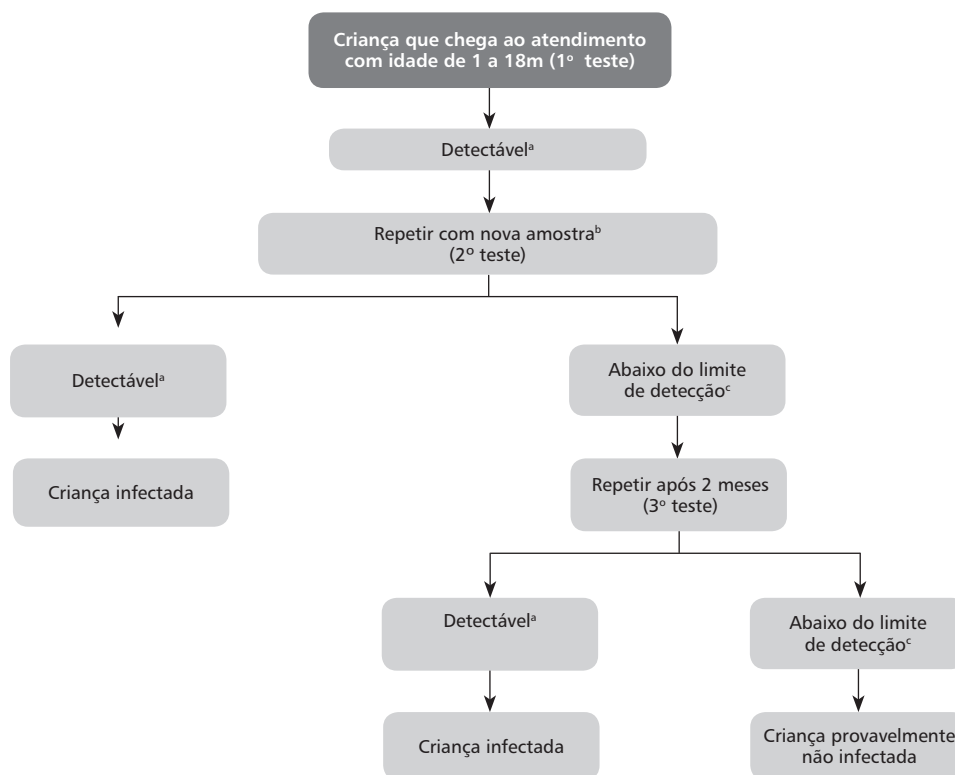 Criança que chega ao atendimento
com idade de 1 a 18m (1º teste)
Detectávelᵃ
Repetir com nova amostraᵇ
(2º teste)
Detectávelᵃ
Abaixo do limite
de detecçãoᶜ
Criança infectada
Repetir após 2 meses
(3º teste)
Detectávelᵃ
Abaixo do limite
de detecçãoᶜ
Criança infectada
Criança provavelmente
não infectada